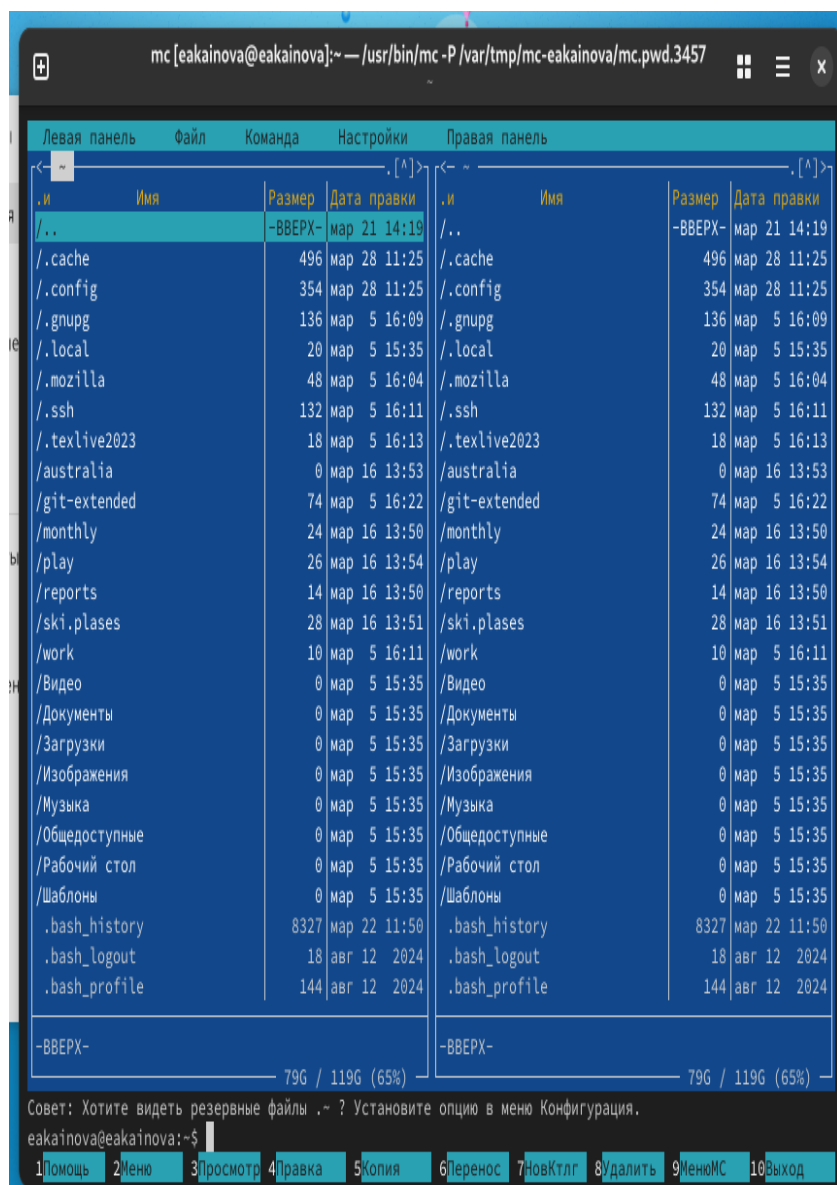 mc [eakainova@eakainova]:~ — /usr/bin/mc -P /var/tmp/mc-eakainova/mc.pwd.3457
~
Левая панель Файл Команда Настройки Правая панель
<— ~ .[^]> <— ~ .[^]>
.и Имя Размер Дата правки .и Имя Размер Дата правки
/.. -ВВЕРХ- мар 21 14:19 /.. -ВВЕРХ- мар 21 14:19
/.cache 496 мар 28 11:25 /.cache 496 мар 28 11:25
/.config 354 мар 28 11:25 /.config 354 мар 28 11:25
/.gnupg 136 мар 5 16:09 /.gnupg 136 мар 5 16:09
/.local 20 мар 5 15:35 /.local 20 мар 5 15:35
/.mozilla 48 мар 5 16:04 /.mozilla 48 мар 5 16:04
/.ssh 132 мар 5 16:11 /.ssh 132 мар 5 16:11
/.texlive2023 18 мар 5 16:13 /.texlive2023 18 мар 5 16:13
/australia 0 мар 16 13:53 /australia 0 мар 16 13:53
/git-extended 74 мар 5 16:22 /git-extended 74 мар 5 16:22
/monthly 24 мар 16 13:50 /monthly 24 мар 16 13:50
/play 26 мар 16 13:54 /play 26 мар 16 13:54
/reports 14 мар 16 13:50 /reports 14 мар 16 13:50
/ski.plases 28 мар 16 13:51 /ski.plases 28 мар 16 13:51
/work 10 мар 5 16:11 /work 10 мар 5 16:11
/Видео 0 мар 5 15:35 /Видео 0 мар 5 15:35
/Документы 0 мар 5 15:35 /Документы 0 мар 5 15:35
/Загрузки 0 мар 5 15:35 /Загрузки 0 мар 5 15:35
/Изображения 0 мар 5 15:35 /Изображения 0 мар 5 15:35
/Музыка 0 мар 5 15:35 /Музыка 0 мар 5 15:35
/Общедоступные 0 мар 5 15:35 /Общедоступные 0 мар 5 15:35
/Рабочий стол 0 мар 5 15:35 /Рабочий стол 0 мар 5 15:35
/Шаблоны 0 мар 5 15:35 /Шаблоны 0 мар 5 15:35
.bash_history 8327 мар 22 11:50 .bash_history 8327 мар 22 11:50
.bash_logout 18 авг 12 2024 .bash_logout 18 авг 12 2024
.bash_profile 144 авг 12 2024 .bash_profile 144 авг 12 2024
-ВВЕРХ- -ВВЕРХ-
79G / 119G (65%) 79G / 119G (65%)
Совет: Хотите видеть резервные файлы .~ ? Установите опцию в меню Конфигурация.
eakainova@eakainova:~$
1Помощь 2Меню 3Просмотр 4Правка 5Копия 6Перенос 7НовКтлг 8Удалить 9МенюМС 10Выход